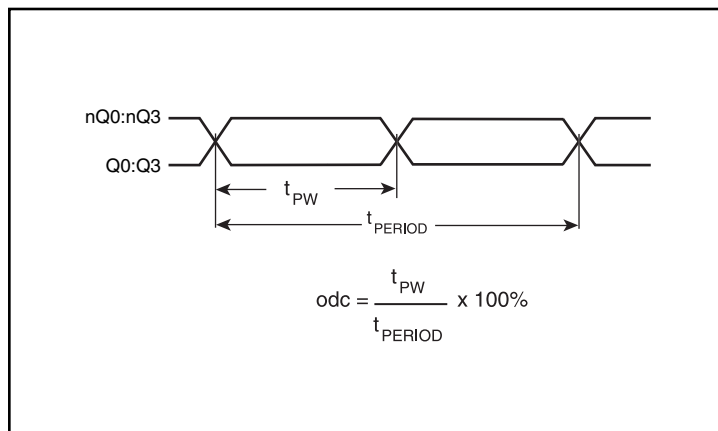 nQ0:nQ3
Q0:Q3
tPW
tPERIOD
odc = tPW / tPERIOD x 100%